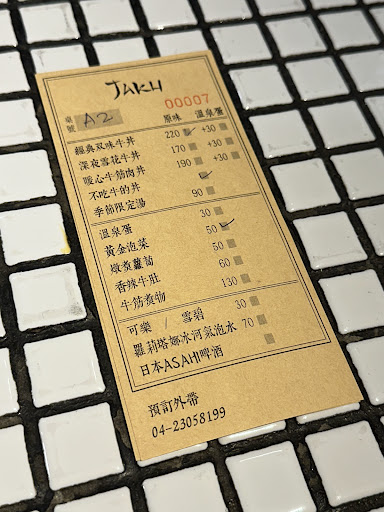 JAKU
00007
桌號 A2
原味 溫泉蛋
經典双味牛丼 220 +30
深夜雪花牛丼 170 +30
暖心牛筋肉丼 190 +30
不吃牛的丼
季節限定湯 90
溫泉蛋 30
黃金泡菜 50
燉煮蘿蔔 50
香辣牛肚 60
牛筋煮物 130
可樂 / 雪碧 30
羅莉塔娜冰河氣泡水 70
日本ASAHI啤酒
預訂外帶
04-23058199